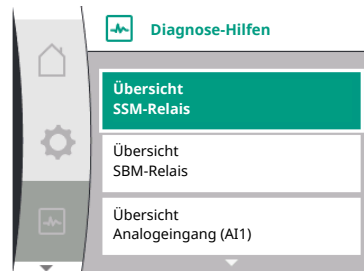 Diagnose-Hilfen
Übersicht
SSM-Relais
Übersicht
SBM-Relais
Übersicht
Analogeingang (AI1)